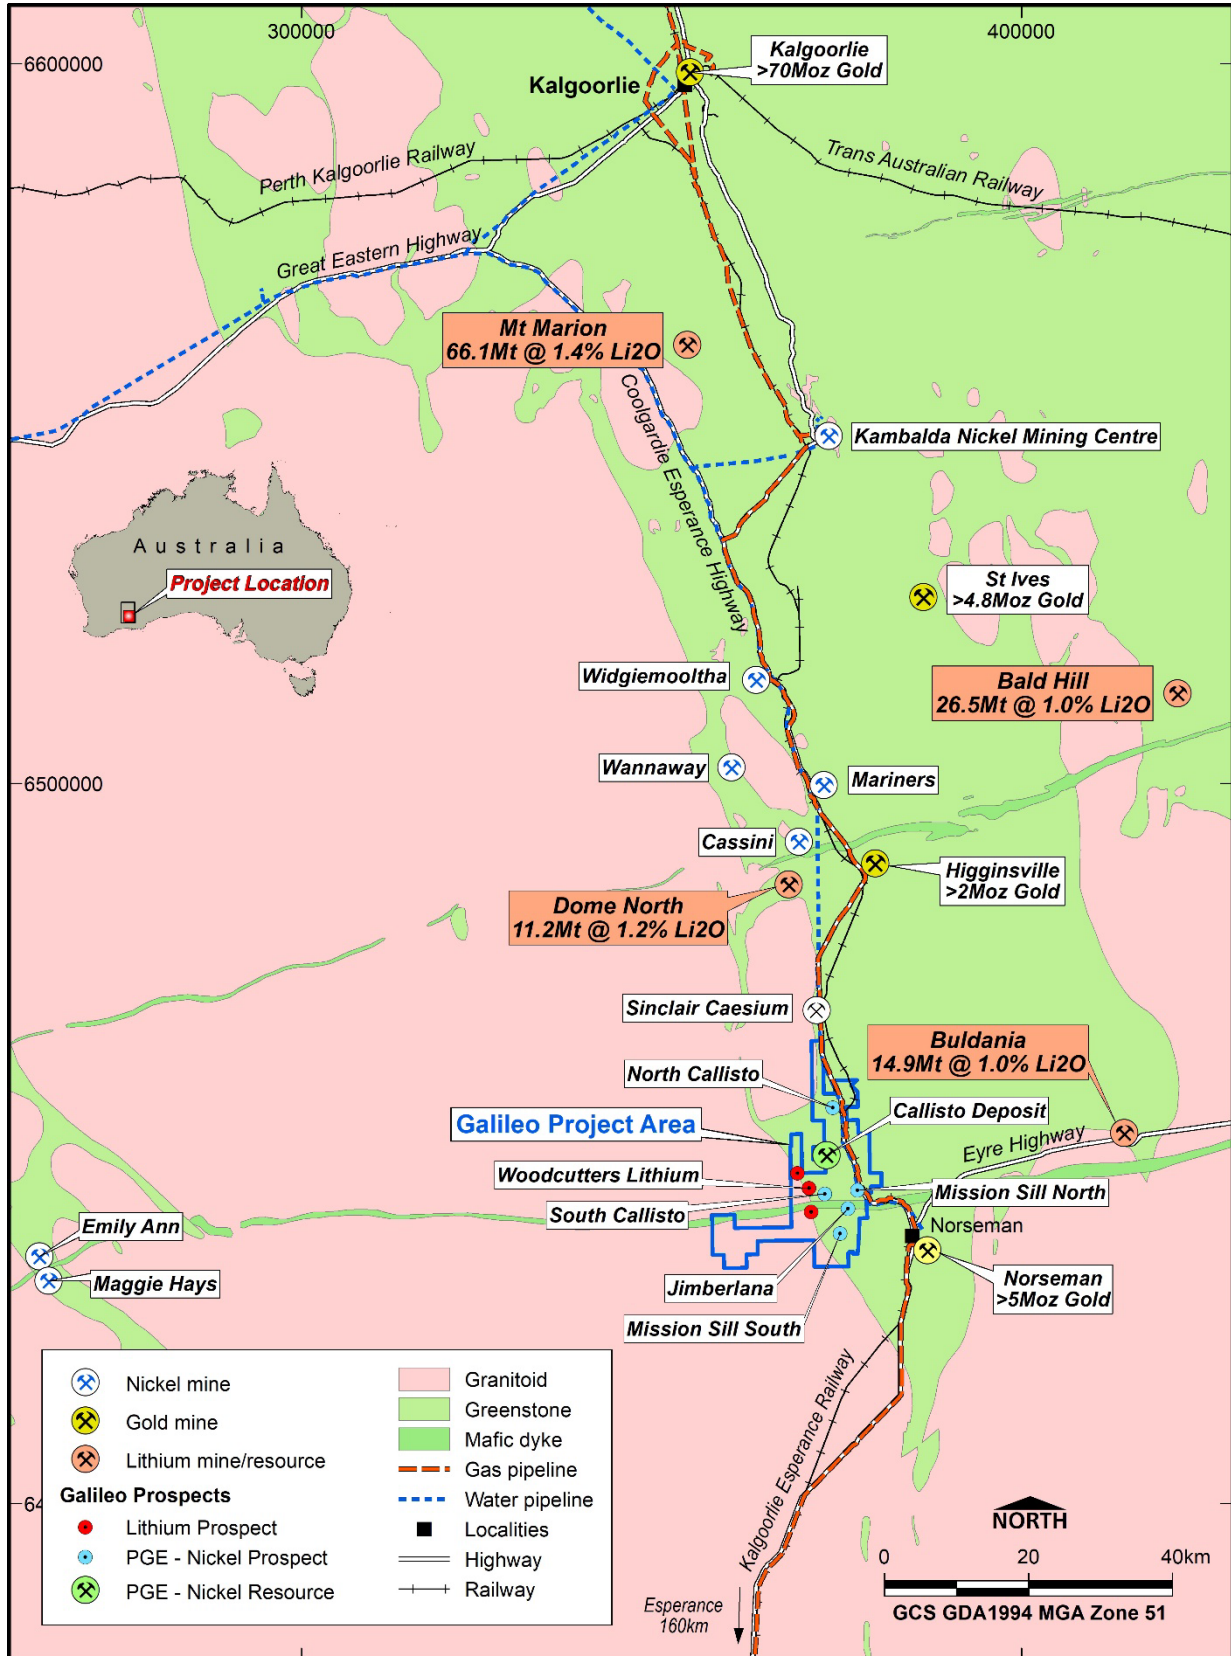 300000
400000
6600000
Kalgoorlie
>70Moz Gold
Kalgoorlie
Perth Kalgoorlie Railway
Trans Australian Railway
Great Eastern Highway
Mt Marion
66.1Mt @ 1.4% Li2O
Coolgardie Esperance Highway
Kambalda Nickel Mining Centre
Australia
Project Location
St Ives
>4.8Moz Gold
Widgiemooltha
Bald Hill
26.5Mt @ 1.0% Li2O
Wannaway
Mariners
6500000
Cassini
Higginsville
>2Moz Gold
Dome North
11.2Mt @ 1.2% Li2O
Sinclair Caesium
Buldania
14.9Mt @ 1.0% Li2O
North Callisto
Callisto Deposit
Galileo Project Area
Eyre Highway
Woodcutters Lithium
Mission Sill North
South Callisto
Norseman
Emily Ann
Maggie Hays
Jimberlana
Norseman
>5Moz Gold
Mission Sill South
Kalgoorlie Esperance Railway
Nickel mine
Gold mine
Lithium mine/resource
Galileo Prospects
Lithium Prospect
PGE - Nickel Prospect
PGE - Nickel Resource
Granitoid
Greenstone
Mafic dyke
Gas pipeline
Water pipeline
Localities
Highway
Railway
64
Esperance
160km
NORTH
0 20 40km
GCS GDA1994 MGA Zone 51